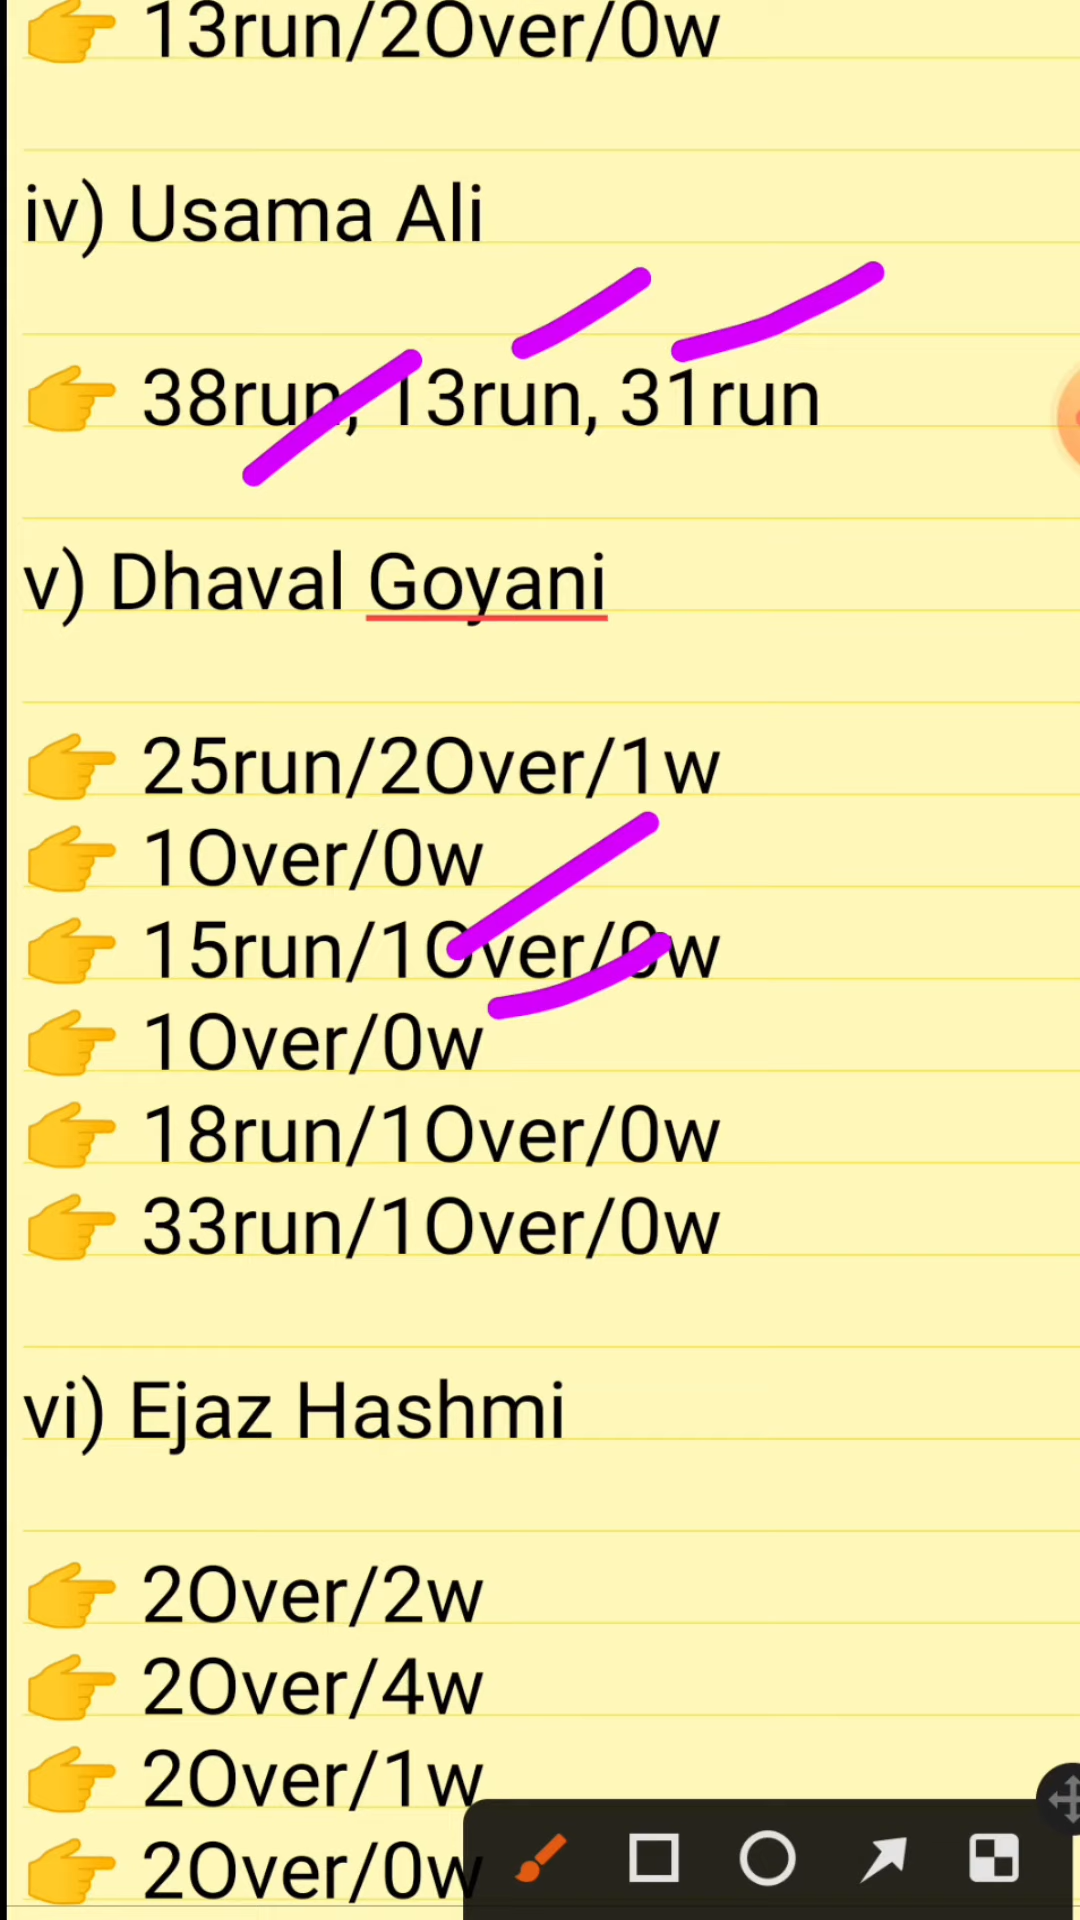 👉 13run/2Over/0w
iv) Usama Ali
👉 38run, 13run, 31run
v) Dhaval Goyani
👉 25run/2Over/1w
👉 1Over/0w
👉 15run/1Over/0w
👉 1Over/0w
👉 18run/1Over/0w
👉 33run/1Over/0w
vi) Ejaz Hashmi
👉 2Over/2w
👉 2Over/4w
👉 2Over/1w
👉 2Over/0w